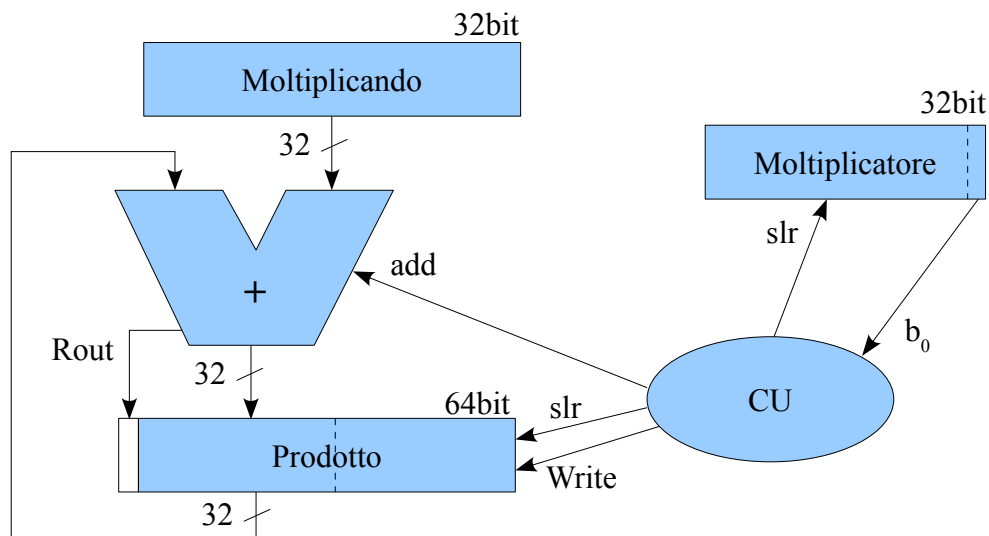 32bit
Moltiplicando
32bit
32
Moltiplicatore
slr
add
+
Rout
b₀
32
64bit
slr
CU
Prodotto
Write
32